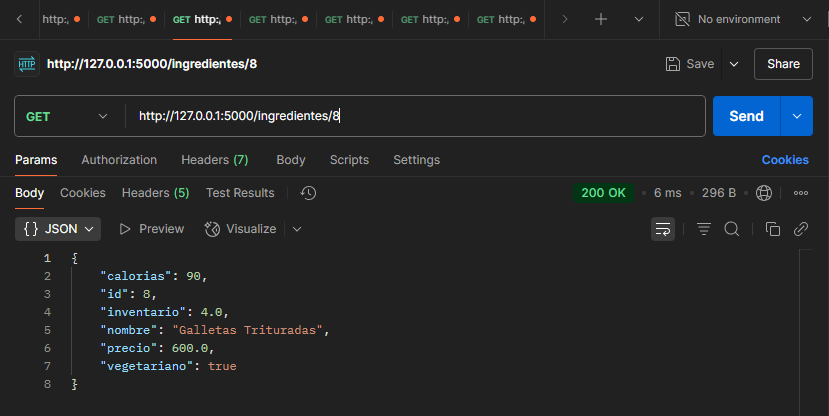 http:, GET http:, GET http:, GET http:, GET http:, GET http:, GET http:, No environment
HTTP http://127.0.0.1:5000/ingredientes/8 Save Share
GET http://127.0.0.1:5000/ingredientes/8 Send
Params Authorization Headers (7) Body Scripts Settings Cookies
Body Cookies Headers (5) Test Results 200 OK 6 ms 296 B
{} JSON Preview Visualize
1 {
2 "calorias": 90,
3 "id": 8,
4 "inventario": 4.0,
5 "nombre": "Galletas Trituradas",
6 "precio": 600.0,
7 "vegetariano": true
8 }